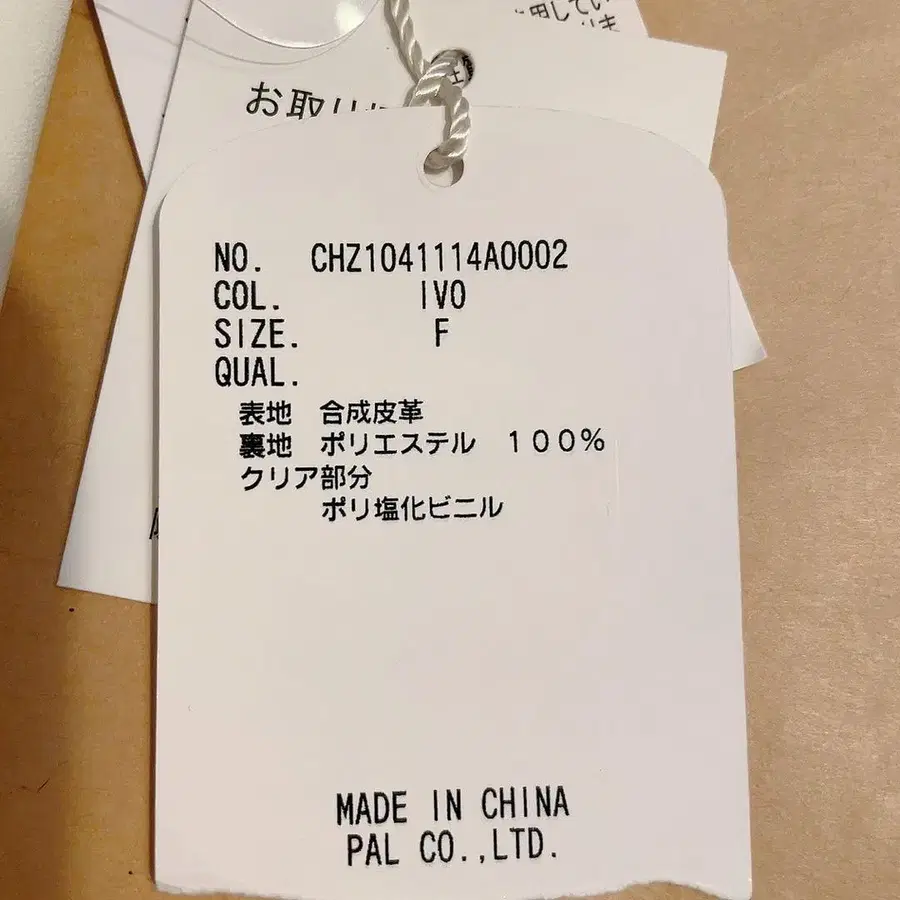 お取り
NO. CHZ1041114A0002
COL. IVO
SIZE. F
QUAL.
表地 合成皮革
裏地 ポリエステル 100%
クリア部分
ポリ塩化ビニル
MADE IN CHINA
PAL CO.,LTD.